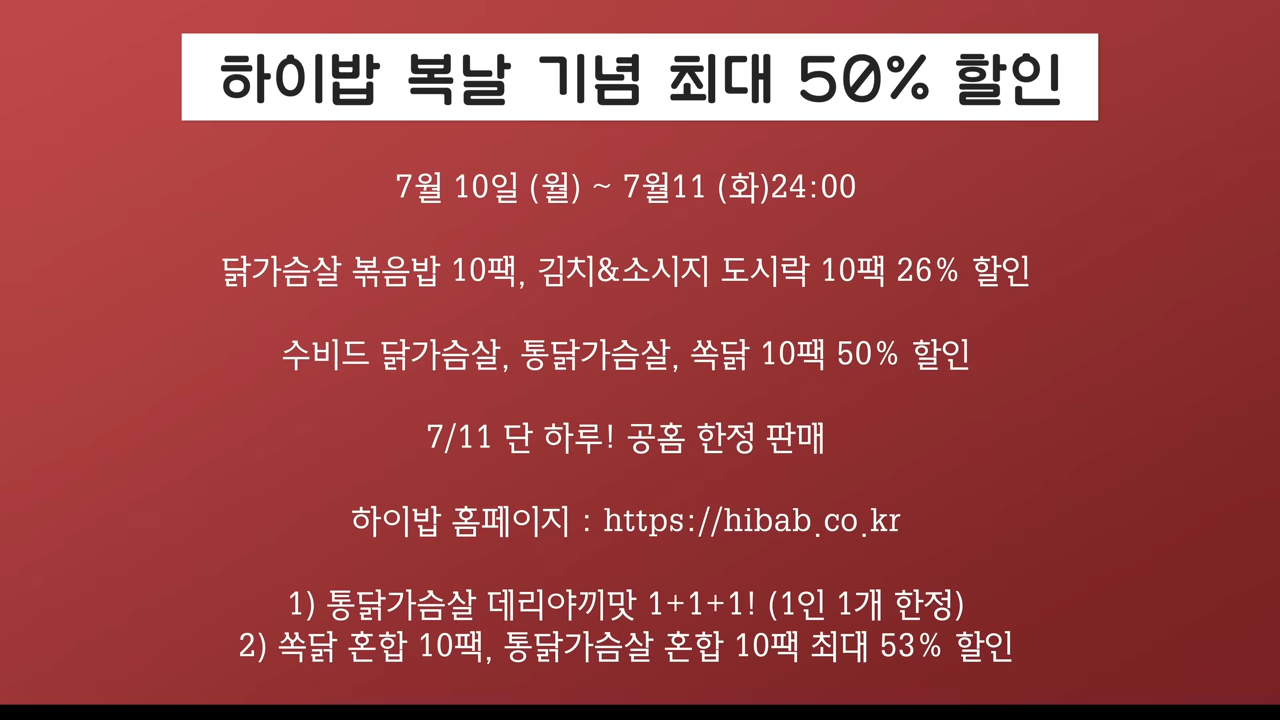 하이밥 복날 기념 최대 50% 할인
7월 10일 (월) ~ 7월11 (화)24:00
닭가슴살 볶음밥 10팩, 김치&소시지 도시락 10팩 26% 할인
수비드 닭가슴살, 통닭가슴살, 쏙닭 10팩 50% 할인
7/11 단 하루! 공홈 한정 판매
하이밥 홈페이지 : https://hibab.co.kr
1) 통닭가슴살 데리야끼맛 1+1+1! (1인 1개 한정)
2) 쏙닭 혼합 10팩, 통닭가슴살 혼합 10팩 최대 53% 할인